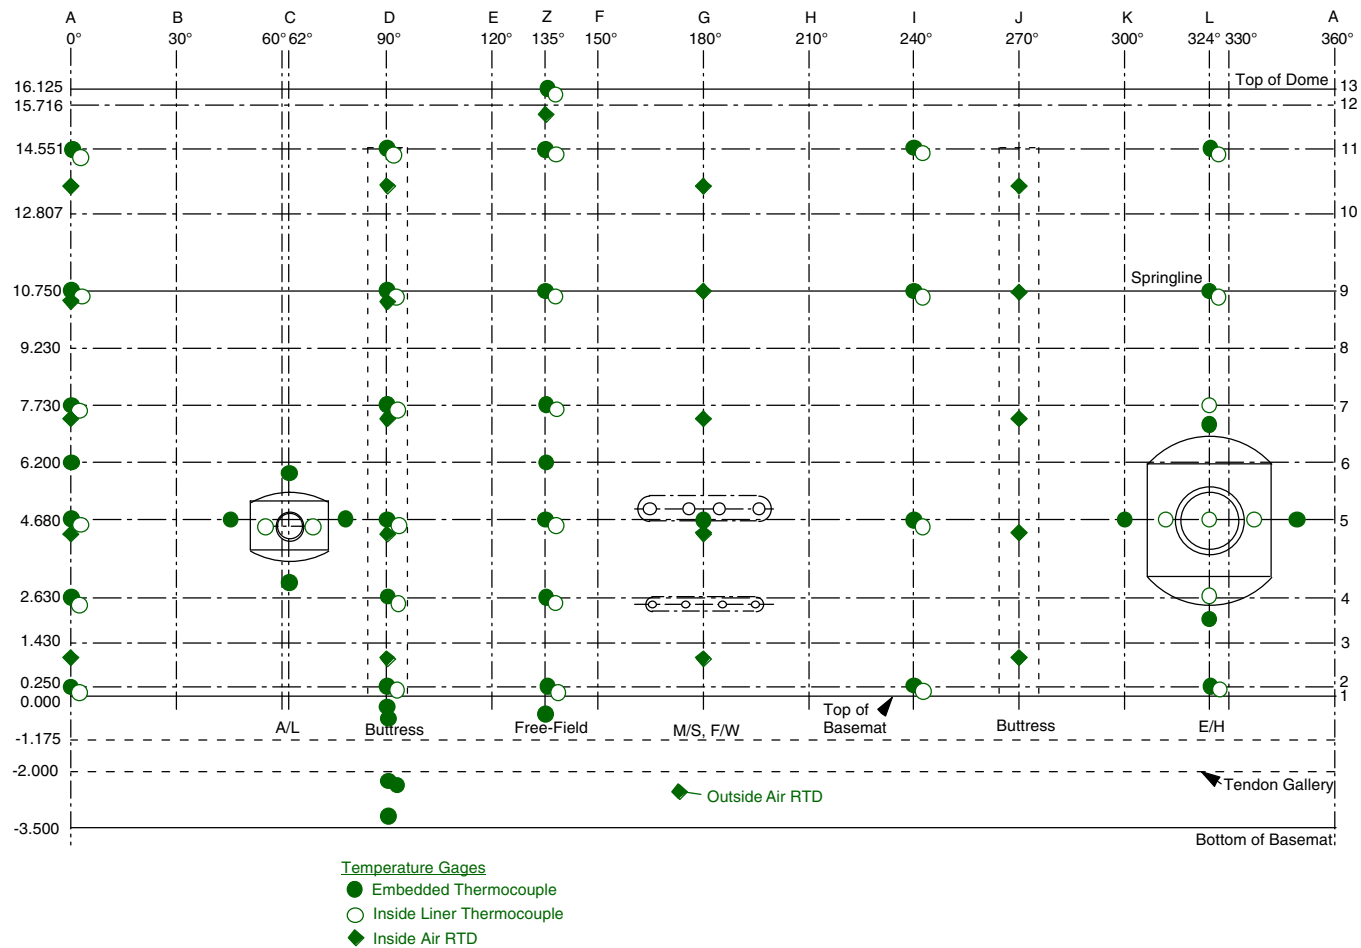 A B C D E Z F G H I J K L A
0° 30° 60° 62° 90° 120° 135° 150° 180° 210° 240° 270° 300° 324° 330° 360°
16.125 Top of Dome 13
15.716 12
14.551 11
12.807 10
Springline
10.750 9
9.230 8
7.730 7
6.200 6
4.680 5
2.630 4
1.430 3
0.250 2
0.000 1
Top of
Basemat
A/L Buttress Free-Field M/S, F/W Buttress E/H
-1.175
-2.000
Tendon Gallery
Outside Air RTD
-3.500
Bottom of Basemat
Temperature Gages
Embedded Thermocouple
Inside Liner Thermocouple
Inside Air RTD